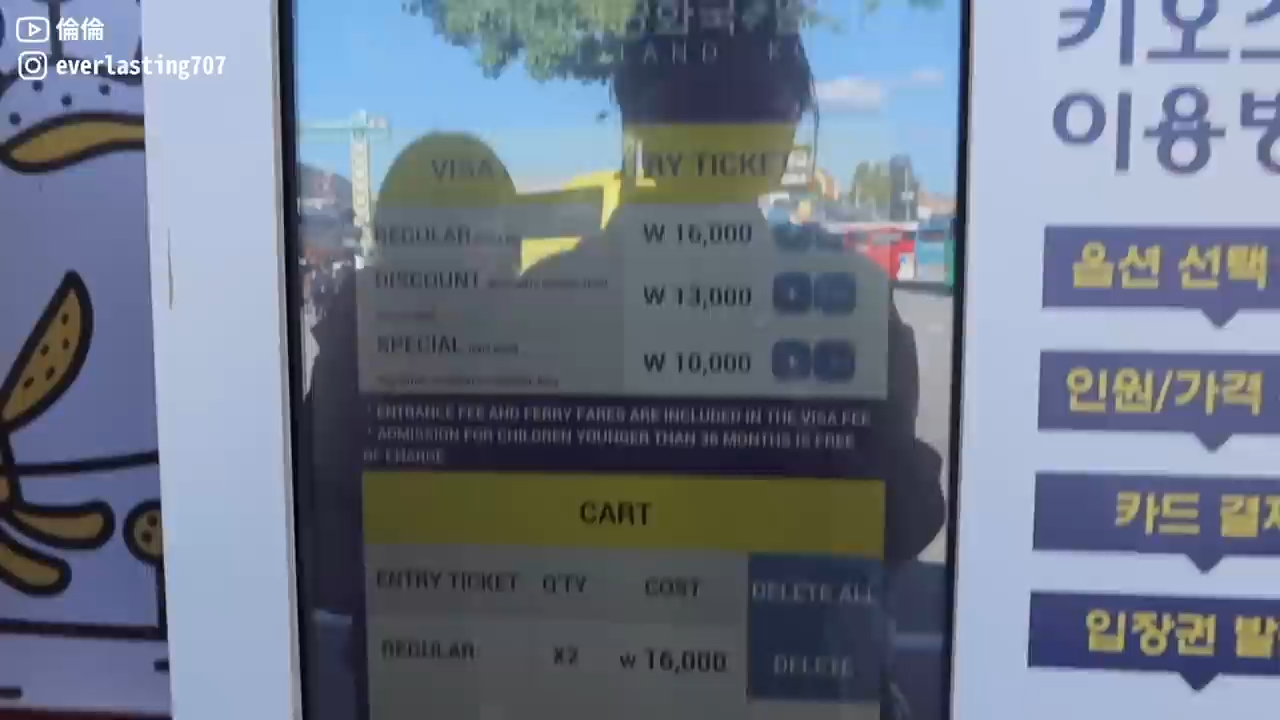 倫倫
everlasting707
VISA
RY TICKET
REGULAR
₩ 16,000
DISCOUNT
₩ 13,000
SPECIAL
₩ 10,000
* ENTRANCE FEE AND FERRY FARES ARE INCLUDED IN THE VISA FEE
* ADMISSION FOR CHILDREN YOUNGER THAN 36 MONTHS IS FREE
OF CHARGE
CART
ENTRY TICKET Q'TY COST DELETE ALL
REGULAR X2 ₩ 16,000 DELETE
키오스
이용
옵션 선택
인원/가격
카드 결제
입장권 발